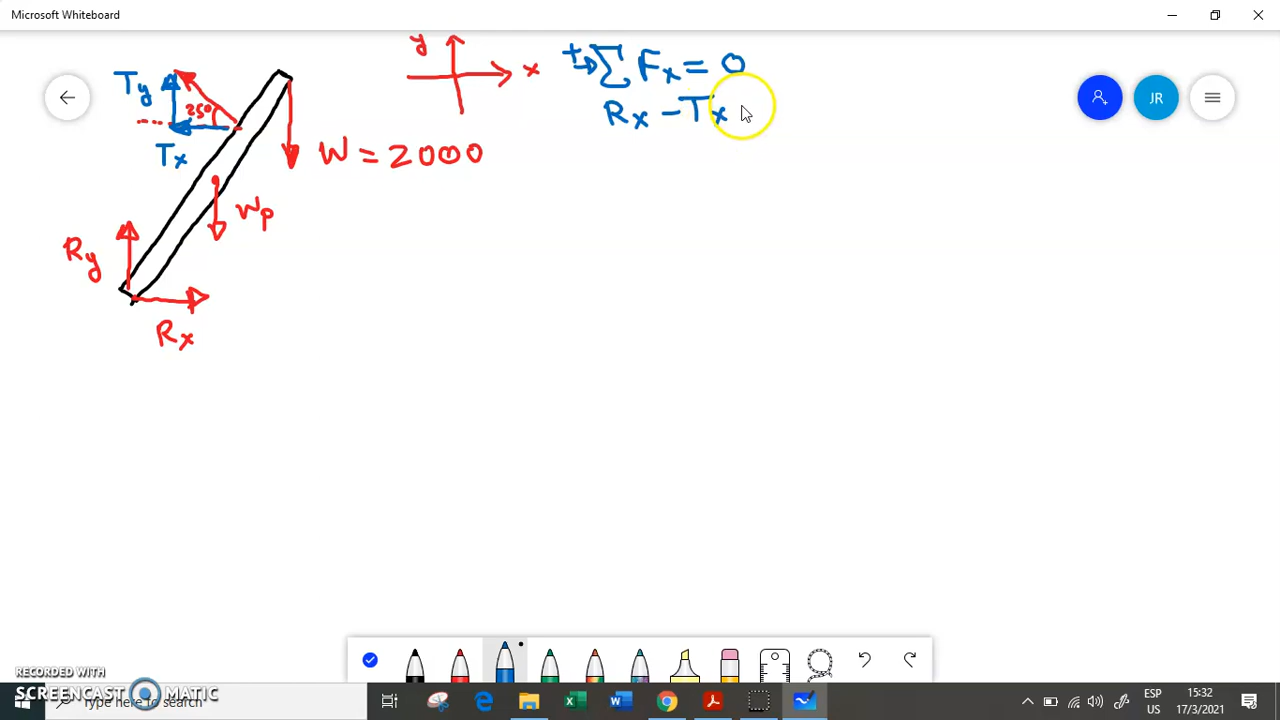 Microsoft Whiteboard
y
x
+→ΣFx = 0
Rx − Tx
JR
Ty
25°
Tx
W = 2000
Wp
Ry
Rx
RECORDED WITH
SCREENCAST MATIC
Type here to search
ESP
US
15:32
17/3/2021